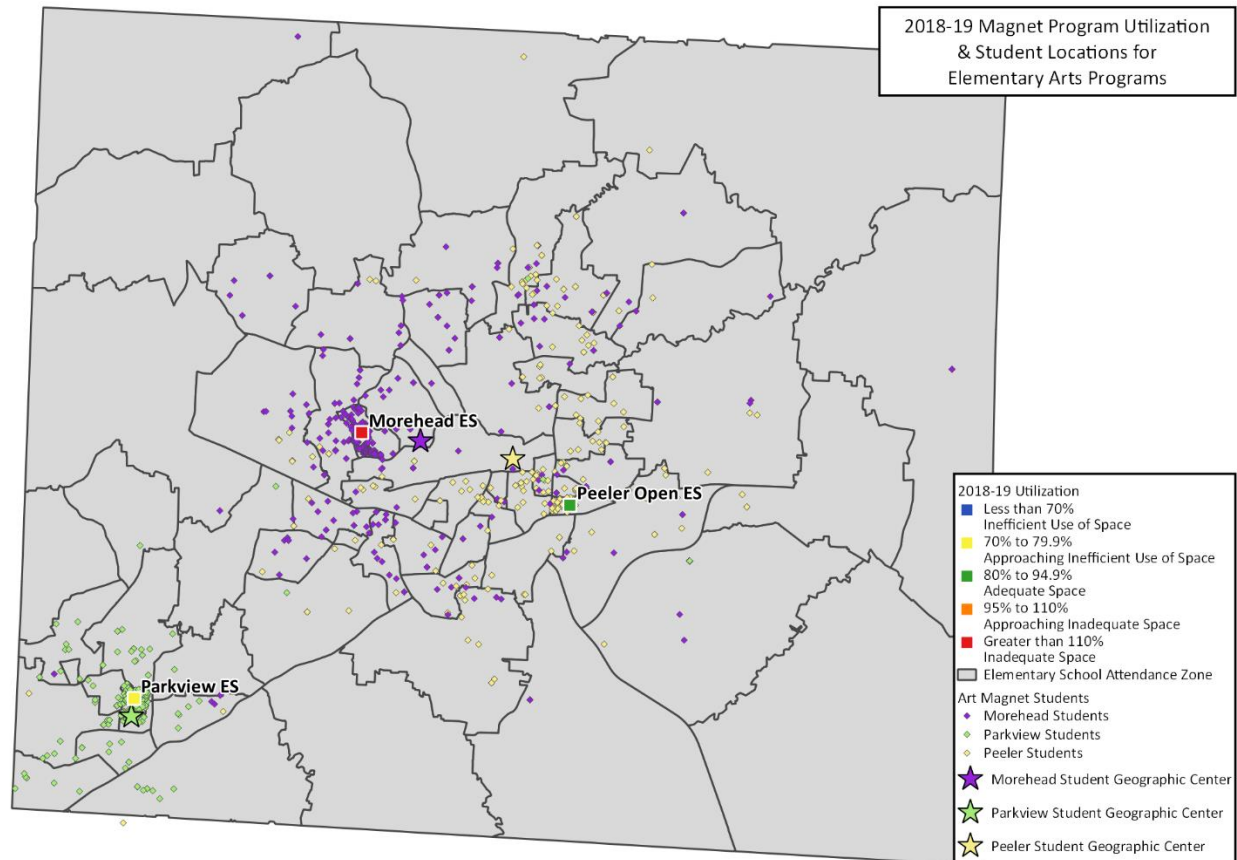 2018-19 Magnet Program Utilization
& Student Locations for
Elementary Arts Programs
Morehead ES
Peeler Open ES
Parkview ES
2018-19 Utilization
Less than 70%
Inefficient Use of Space
70% to 79.9%
Approaching Inefficient Use of Space
80% to 94.9%
Adequate Space
95% to 110%
Approaching Inadequate Space
Greater than 110%
Inadequate Space
Elementary School Attendance Zone
Art Magnet Students
Morehead Students
Parkview Students
Peeler Students
Morehead Student Geographic Center
Parkview Student Geographic Center
Peeler Student Geographic Center